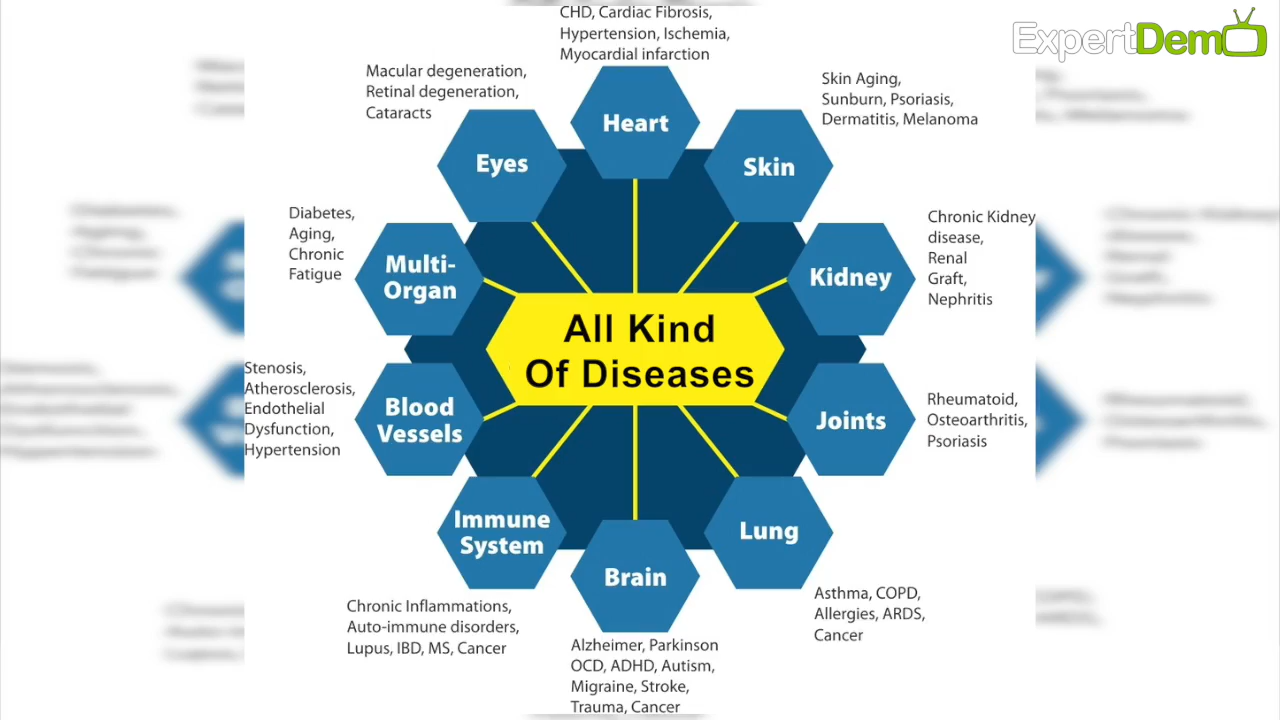 ExpertDemo
CHD, Cardiac Fibrosis,
Hypertension, Ischemia,
Myocardial infarction
Heart
Skin Aging,
Sunburn, Psoriasis,
Dermatitis, Melanoma
Skin
Chronic Kidney
disease,
Renal
Graft,
Nephritis
Kidney
Rheumatoid,
Osteoarthritis,
Psoriasis
Joints
Asthma, COPD,
Allergies, ARDS,
Cancer
Lung
Alzheimer, Parkinson
OCD, ADHD, Autism,
Migraine, Stroke,
Trauma, Cancer
Brain
Chronic Inflammations,
Auto-immune disorders,
Lupus, IBD, MS, Cancer
Immune
System
Stenosis,
Atherosclerosis,
Endothelial
Dysfunction,
Hypertension
Blood
Vessels
Diabetes,
Aging,
Chronic
Fatigue
Multi-
Organ
Macular degeneration,
Retinal degeneration,
Cataracts
Eyes
All Kind
Of Diseases